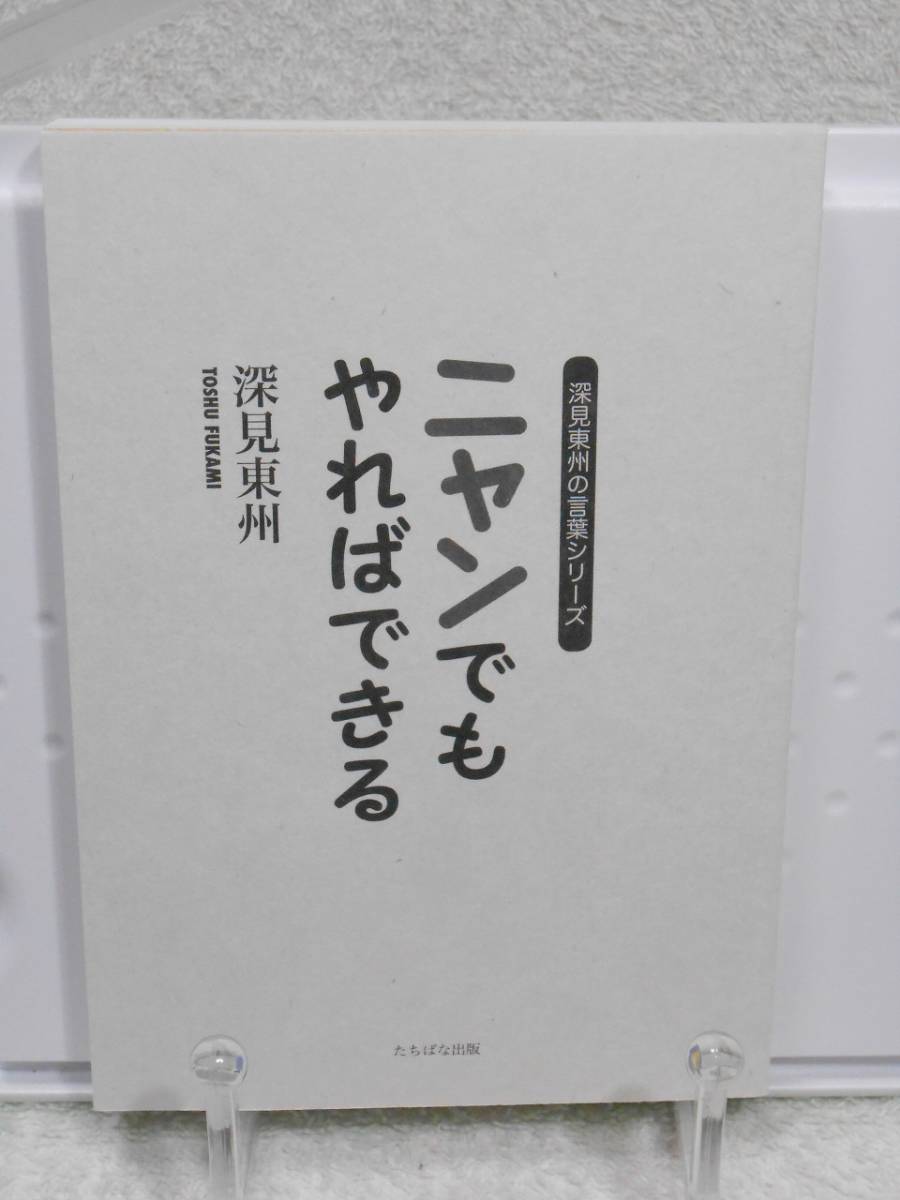 深見東州の言葉シリーズ
ニャンでも
やればできる
深見東州
TOSHU FUKAMI
たちばな出版